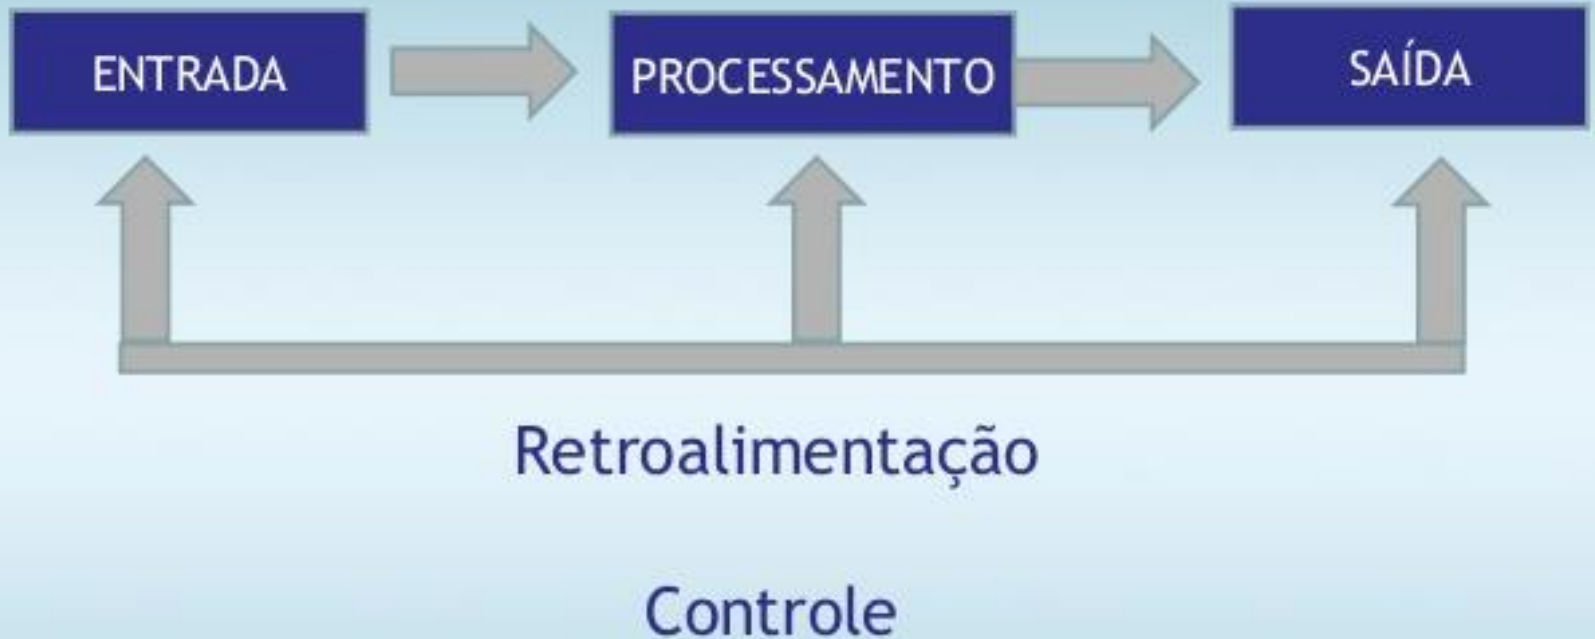 ENTRADA
PROCESSAMENTO
SAÍDA
Retroalimentação
Controle